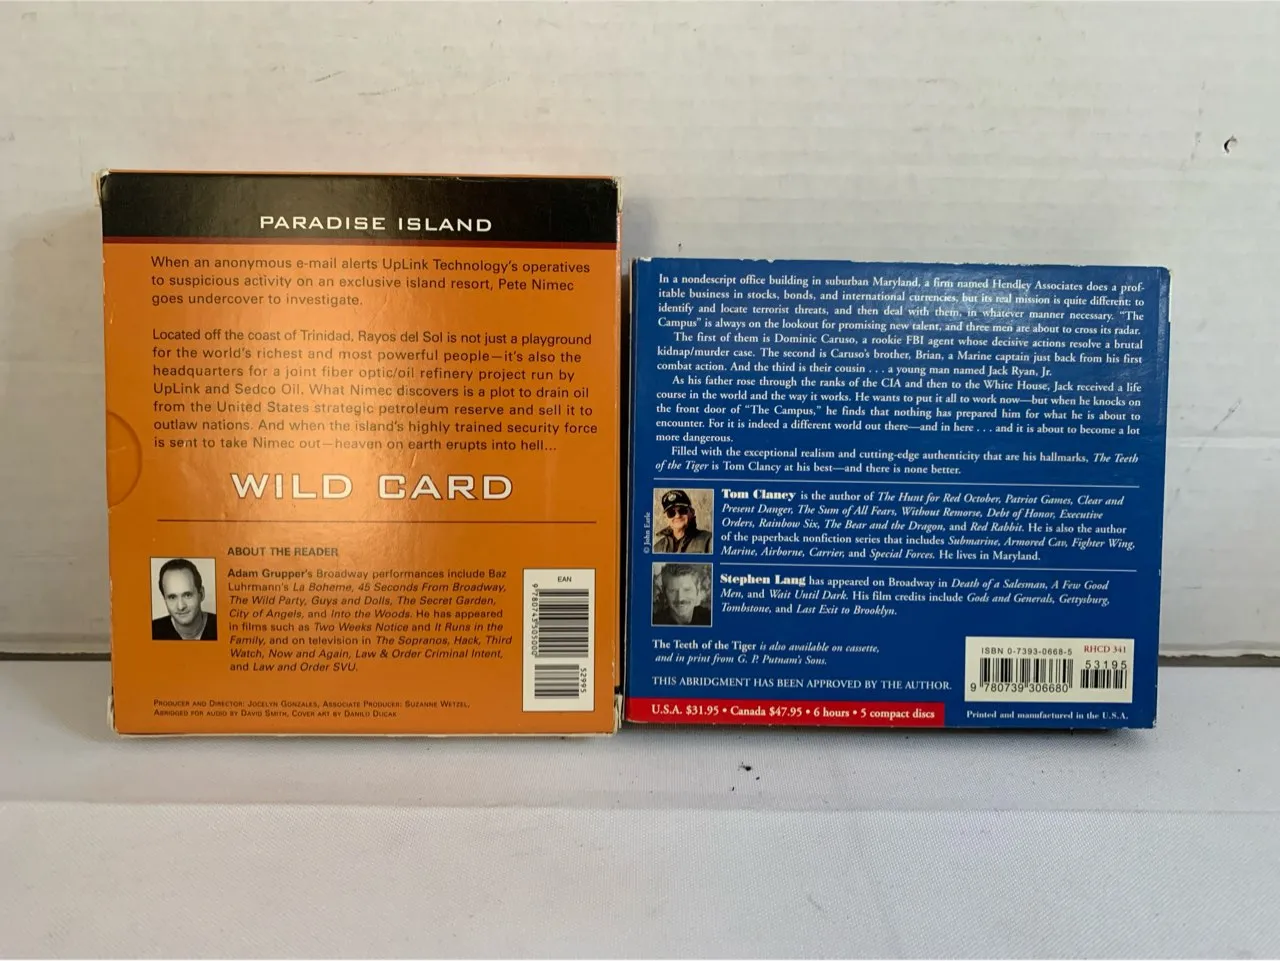 PARADISE ISLAND
When an anonymous e-mail alerts UpLink Technology's operatives
to suspicious activity on an exclusive island resort, Pete Nimec
goes undercover to investigate.
Located off the coast of Trinidad, Rayos del Sol is not just a playground
for the world's richest and most powerful people—it's also the
headquarters for a joint fiber optic/oil refinery project run by
UpLink and Sedco Oil. What Nimec discovers is a plot to drain oil
from the United States strategic petroleum reserve and sell it to
outlaw nations. And when the island's highly trained security force
is sent to take Nimec out—heaven on earth erupts into hell...
WILD CARD
ABOUT THE READER
Adam Grupper's Broadway performances include Baz
Luhrmann's La Boheme, 45 Seconds From Broadway,
The Wild Party, Guys and Dolls, The Secret Garden,
City of Angels, and Into the Woods. He has appeared
in films such as Two Weeks Notice and It Runs in the
Family, and on television in The Sopranos, Hack, Third
Watch, Now and Again, Law & Order Criminal Intent,
and Law and Order SVU.
PRODUCER AND DIRECTOR: JOCELYN GONZALES, ASSOCIATE PRODUCER: SUZANNE WETZEL,
ABRIDGED FOR AUDIO BY DAVID SMITH, COVER ART BY DANILO DUCAK
EAN
9 780743 505000
52995
In a nondescript office building in suburban Maryland, a firm named Hendley Associates does a prof-
itable business in stocks, bonds, and international currencies, but its real mission is quite different: to
identify and locate terrorist threats, and then deal with them, in whatever manner necessary. "The
Campus" is always on the lookout for promising new talent, and three men are about to cross its radar.
The first of them is Dominic Caruso, a rookie FBI agent whose decisive actions resolve a brutal
kidnap/murder case. The second is Caruso's brother, Brian, a Marine captain just back from his first
combat action. And the third is their cousin . . . a young man named Jack Ryan, Jr.
As his father rose through the ranks of the CIA and then to the White House, Jack received a life
course in the world and the way it works. He wants to put it all to work now—but when he knocks on
the front door of "The Campus," he finds that nothing has prepared him for what he is about to
encounter. For it is indeed a different world out there—and in here . . . and it is about to become a lot
more dangerous.
Filled with the exceptional realism and cutting-edge authenticity that are his hallmarks, The Teeth
of the Tiger is Tom Clancy at his best—and there is none better.
© John Earle
Tom Clancy is the author of The Hunt for Red October, Patriot Games, Clear and
Present Danger, The Sum of All Fears, Without Remorse, Debt of Honor, Executive
Orders, Rainbow Six, The Bear and the Dragon, and Red Rabbit. He is also the author
of the paperback nonfiction series that includes Submarine, Armored Cav, Fighter Wing,
Marine, Airborne, Carrier, and Special Forces. He lives in Maryland.
Stephen Lang has appeared on Broadway in Death of a Salesman, A Few Good
Men, and Wait Until Dark. His film credits include Gods and Generals, Gettysburg,
Tombstone, and Last Exit to Brooklyn.
The Teeth of the Tiger is also available on cassette,
and in print from G. P. Putnam's Sons.
THIS ABRIDGMENT HAS BEEN APPROVED BY THE AUTHOR.
ISBN 0-7393-0668-5 RHCD 341
53195
9 780739 306680
U.S.A. $31.95 • Canada $47.95 • 6 hours • 5 compact discs
Printed and manufactured in the U.S.A.